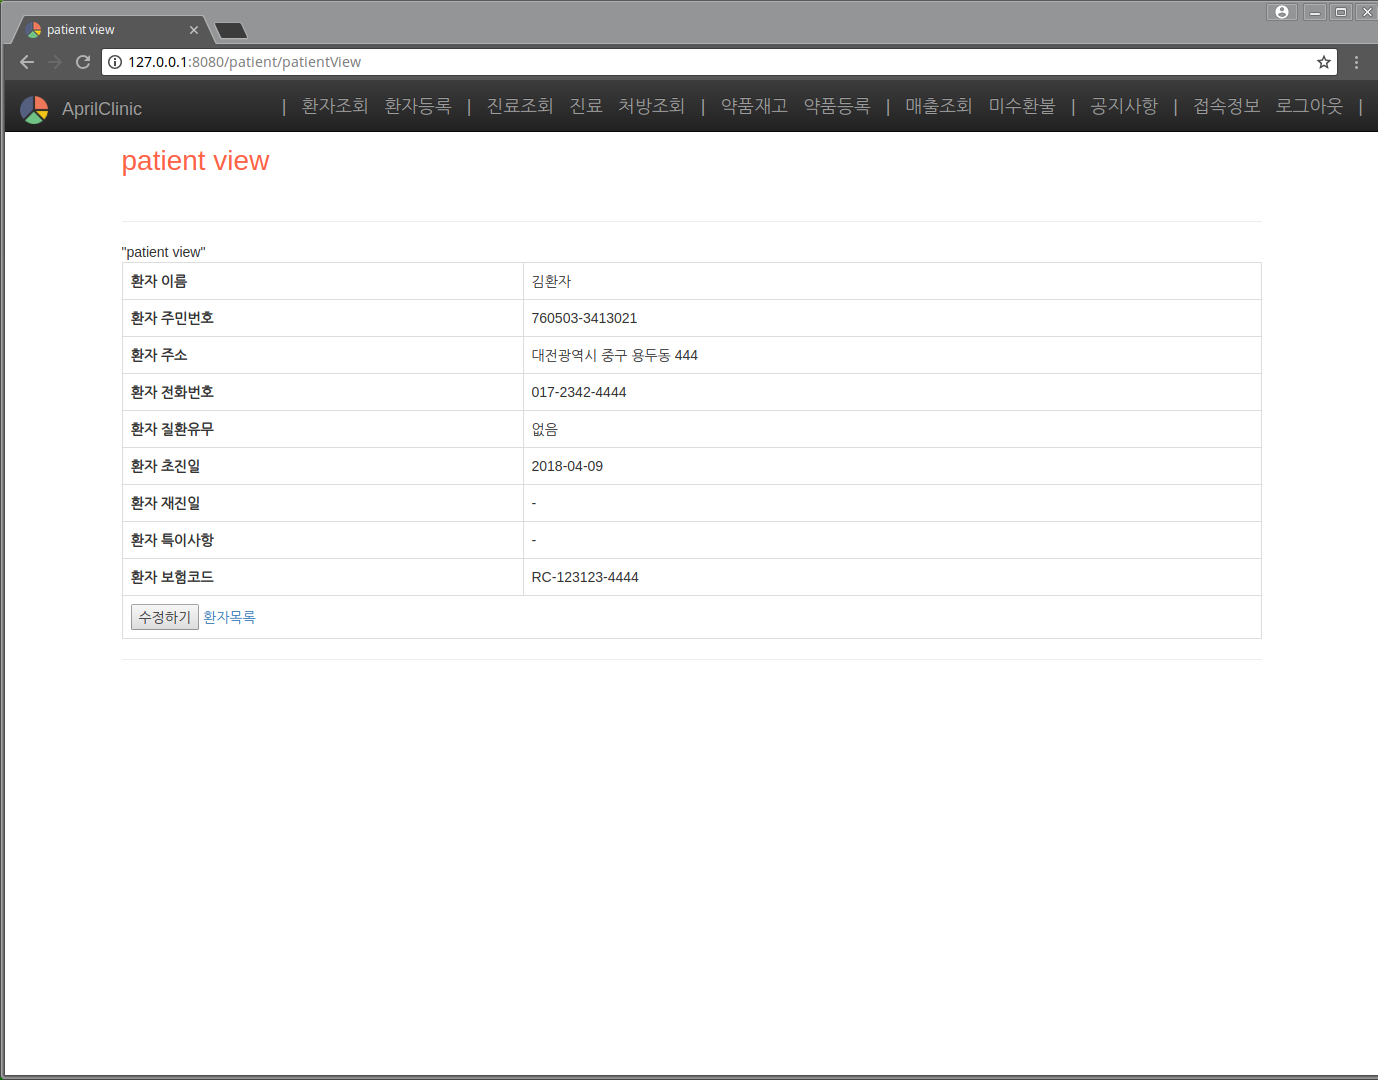 patient view
127.0.0.1:8080/patient/patientView
AprilClinic | 환자조회 환자등록 | 진료조회 진료 처방조회 | 약품재고 약품등록 | 매출조회 미수환불 | 공지사항 | 접속정보 로그아웃 |
patient view
"patient view"
환자 이름 김환자
환자 주민번호 760503-3413021
환자 주소 대전광역시 중구 용두동 444
환자 전화번호 017-2342-4444
환자 질환유무 없음
환자 초진일 2018-04-09
환자 재진일 -
환자 특이사항 -
환자 보험코드 RC-123123-4444
수정하기 환자목록